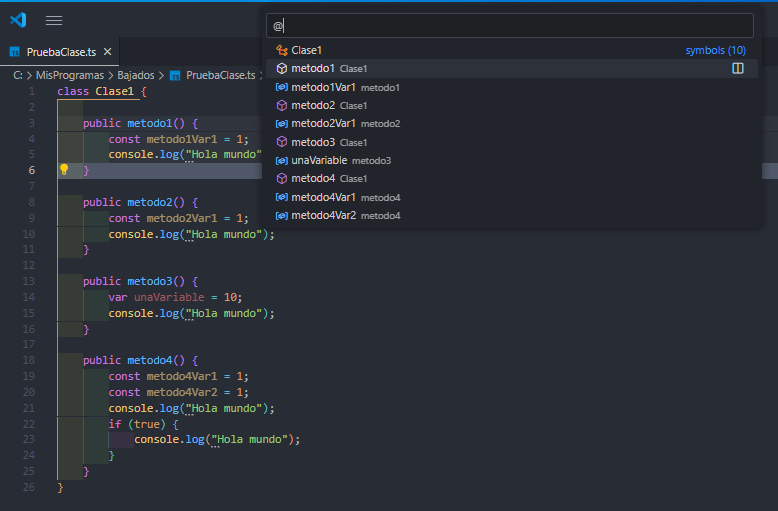 @
PruebaClase.ts
Clase1 symbols (10)
metodo1 Clase1
metodo1Var1 metodo1
metodo2 Clase1
metodo2Var1 metodo2
metodo3 Clase1
unaVariable metodo3
metodo4 Clase1
metodo4Var1 metodo4
metodo4Var2 metodo4
C: > MisProgramas > Bajados > PruebaClase.ts >
1 class Clase1 {
2
3 public metodo1() {
4 const metodo1Var1 = 1;
5 console.log("Hola mundo"
6 }
7
8 public metodo2() {
9 const metodo2Var1 = 1;
10 console.log("Hola mundo");
11 }
12
13 public metodo3() {
14 var unaVariable = 10;
15 console.log("Hola mundo");
16 }
17
18 public metodo4() {
19 const metodo4Var1 = 1;
20 const metodo4Var2 = 1;
21 console.log("Hola mundo");
22 if (true) {
23 console.log("Hola mundo");
24 }
25 }
26 }